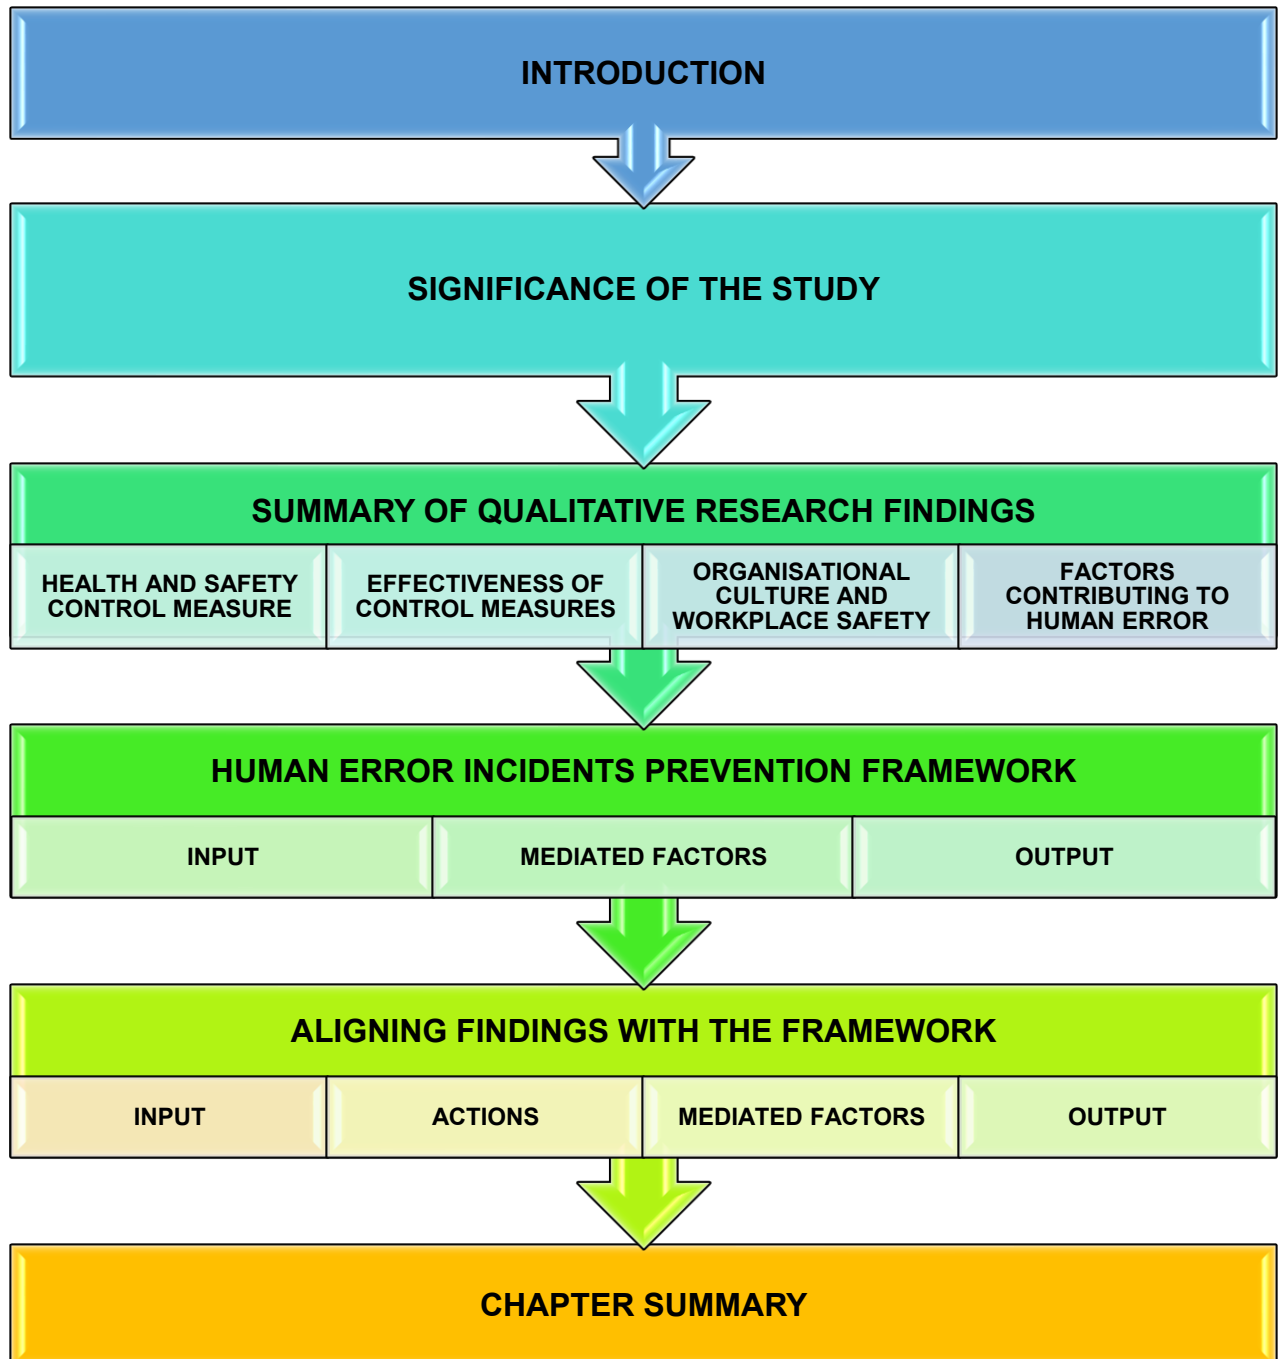 INTRODUCTION
SIGNIFICANCE OF THE STUDY
SUMMARY OF QUALITATIVE RESEARCH FINDINGS
HEALTH AND SAFETY
CONTROL MEASURE
EFFECTIVENESS OF
CONTROL MEASURES
ORGANISATIONAL
CULTURE AND
WORKPLACE SAFETY
FACTORS
CONTRIBUTING TO
HUMAN ERROR
HUMAN ERROR INCIDENTS PREVENTION FRAMEWORK
INPUT
MEDIATED FACTORS
OUTPUT
ALIGNING FINDINGS WITH THE FRAMEWORK
INPUT
ACTIONS
MEDIATED FACTORS
OUTPUT
CHAPTER SUMMARY